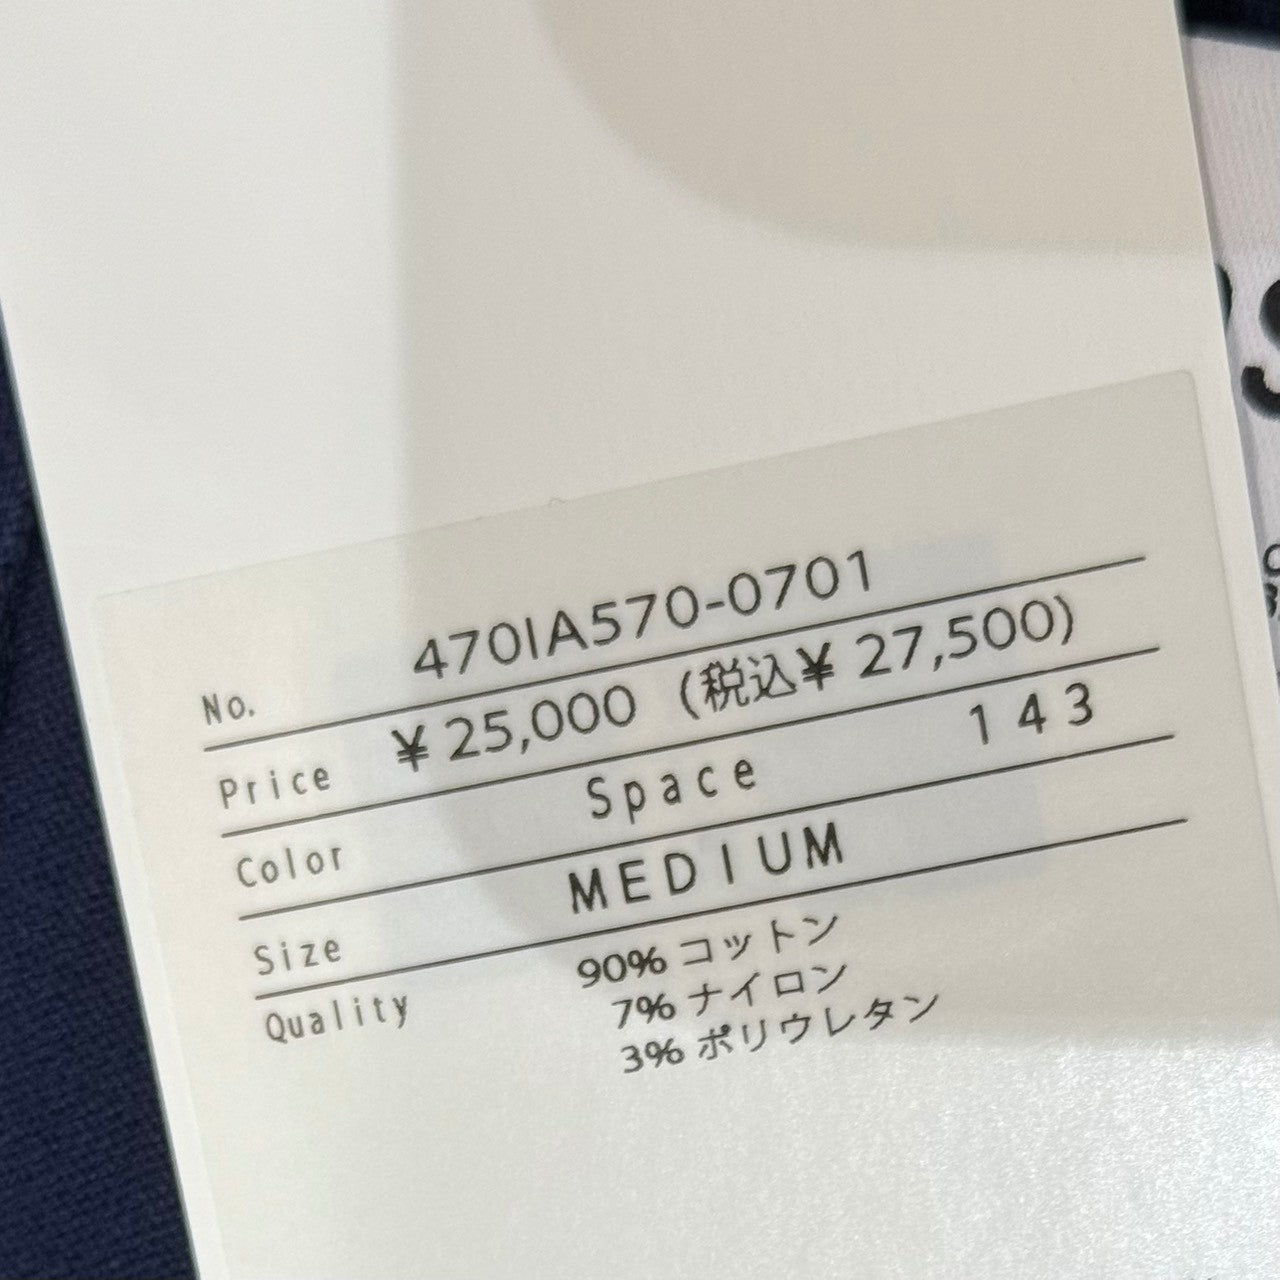 No. 470IA570-0701
Price ¥25,000 (税込¥ 27,500)
Color Space 143
Size MEDIUM
Quality 90% コットン
7% ナイロン
3% ポリウレタン